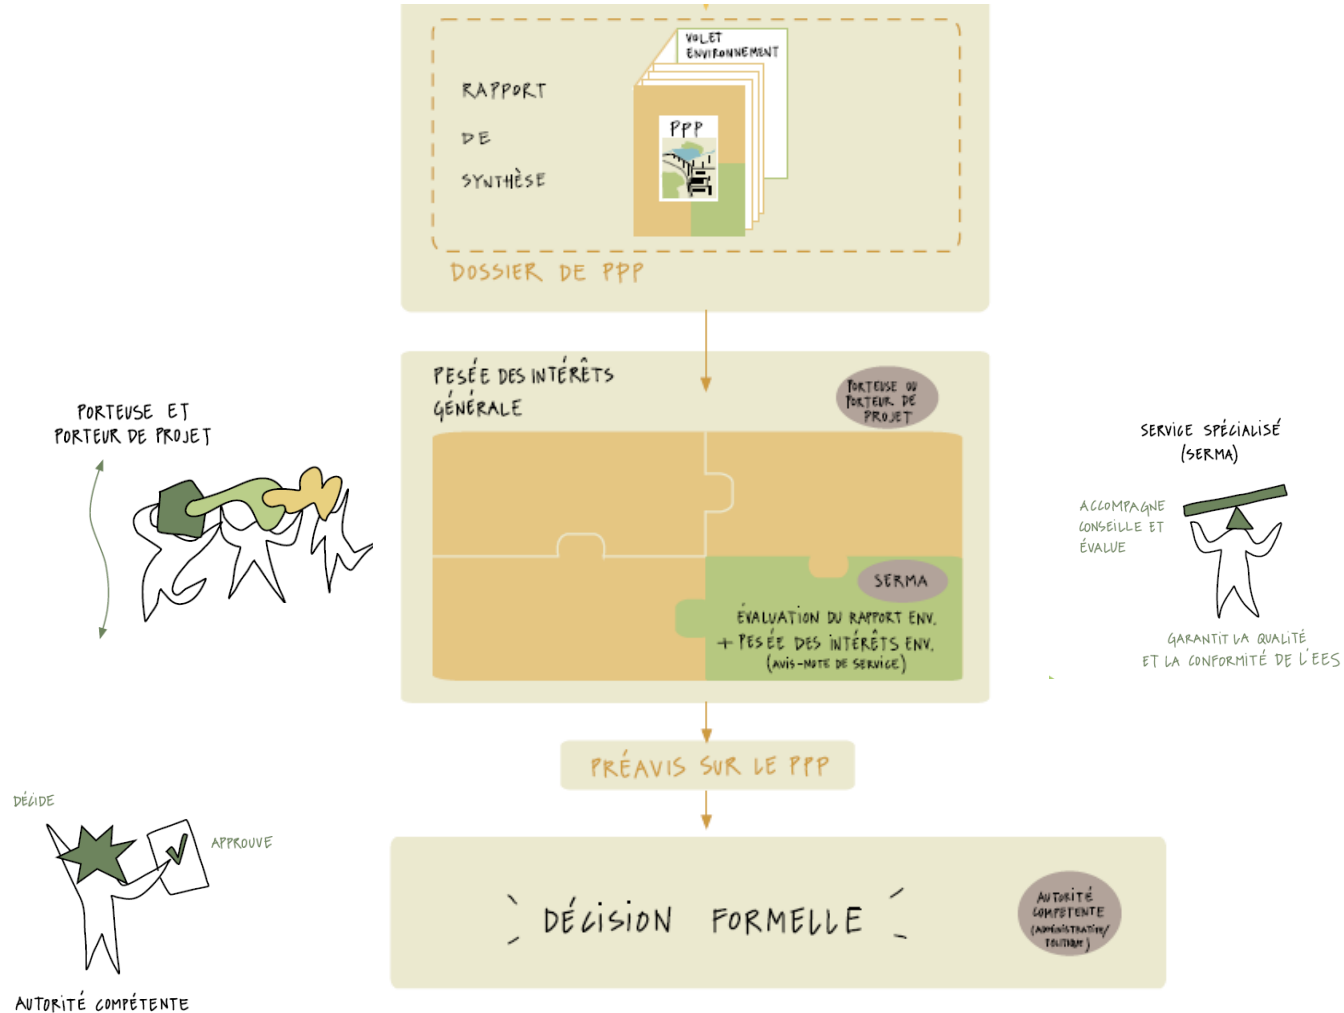 VOLET
ENVIRONNEMENT
RAPPORT
DE
SYNTHÈSE
PPP
DOSSIER DE PPP
PESÉE DES INTÉRÊTS
GÉNÉRALE
PORTEUSE OU
PORTEUR DE
PROJET
PORTEUSE ET
PORTEUR DE PROJET
SERVICE SPÉCIALISÉ
(SERMA)
ACCOMPAGNE
CONSEILLE ET
ÉVALUE
SERMA
ÉVALUATION DU RAPPORT ENV.
+ PESÉE DES INTÉRÊTS ENV.
(AVIS-NOTE DE SERVICE)
GARANTIT LA QUALITÉ
ET LA CONFORMITÉ DE L'EES
PRÉAVIS SUR LE PPP
DÉCIDE
APPROUVE
DÉCISION FORMELLE
AUTORITÉ
COMPÉTENTE
(ADMINISTRATIVE/
POLITIQUE)
AUTORITÉ COMPÉTENTE